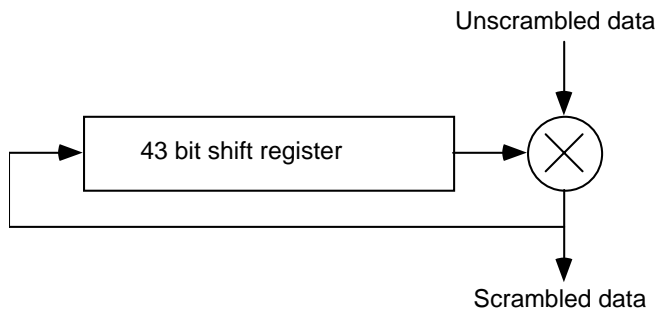 Unscrambled data
43 bit shift register
Scrambled data